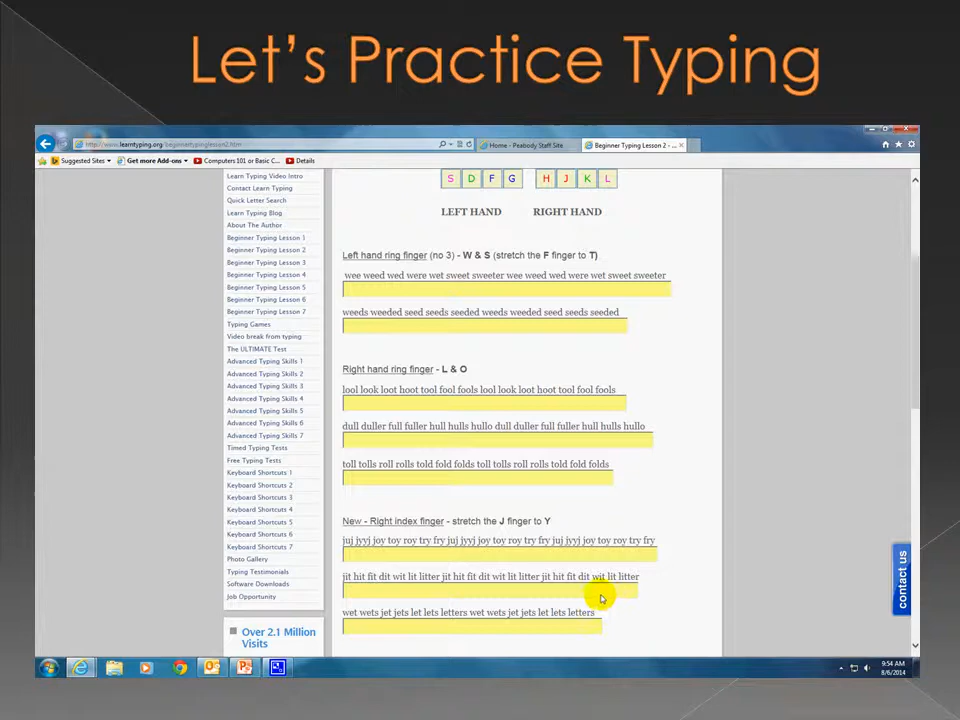 Let's Practice Typing
http://www.learntyping.org/beginnertypinglesson2.htm
Home - Peabody Staff Site
Beginner Typing Lesson 2 - ...
Suggested Sites
Get more Add-ons
Computers 101 or Basic C...
Details
Learn Typing Video Intro
Contact Learn Typing
Quick Letter Search
Learn Typing Blog
About The Author
Beginner Typing Lesson 1
Beginner Typing Lesson 2
Beginner Typing Lesson 3
Beginner Typing Lesson 4
Beginner Typing Lesson 5
Beginner Typing Lesson 6
Beginner Typing Lesson 7
Typing Games
Video break from typing
The ULTIMATE Test
Advanced Typing Skills 1
Advanced Typing Skills 2
Advanced Typing Skills 3
Advanced Typing Skills 4
Advanced Typing Skills 5
Advanced Typing Skills 6
Advanced Typing Skills 7
Timed Typing Tests
Free Typing Tests
Keyboard Shortcuts 1
Keyboard Shortcuts 2
Keyboard Shortcuts 3
Keyboard Shortcuts 4
Keyboard Shortcuts 5
Keyboard Shortcuts 6
Keyboard Shortcuts 7
Photo Gallery
Typing Testimonials
Software Downloads
Job Opportunity
Over 2.1 Million
Visits
S D F G H J K L
LEFT HAND RIGHT HAND
Left hand ring finger (no 3) - W & S (stretch the F finger to T)
wee weed wed were wet sweet sweeter wee weed wed were wet sweet sweeter
weeds weeded seed seeds seeded weeds weeded seed seeds seeded
Right hand ring finger - L & O
lool look loot hoot tool fool fools lool look loot hoot tool fool fools
dull duller full fuller hull hulls hullo dull duller full fuller hull hulls hullo
toll tolls roll rolls told fold folds toll tolls roll rolls told fold folds
New - Right index finger - stretch the J finger to Y
juj jyyj joy toy roy try fry juj jyyj joy toy roy try fry juj jyyj joy toy roy try fry
jit hit fit dit wit lit litter jit hit fit dit wit lit litter jit hit fit dit wit lit litter
wet wets jet jets let lets letters wet wets jet jets let lets letters
contact us
9:54 AM
8/6/2014